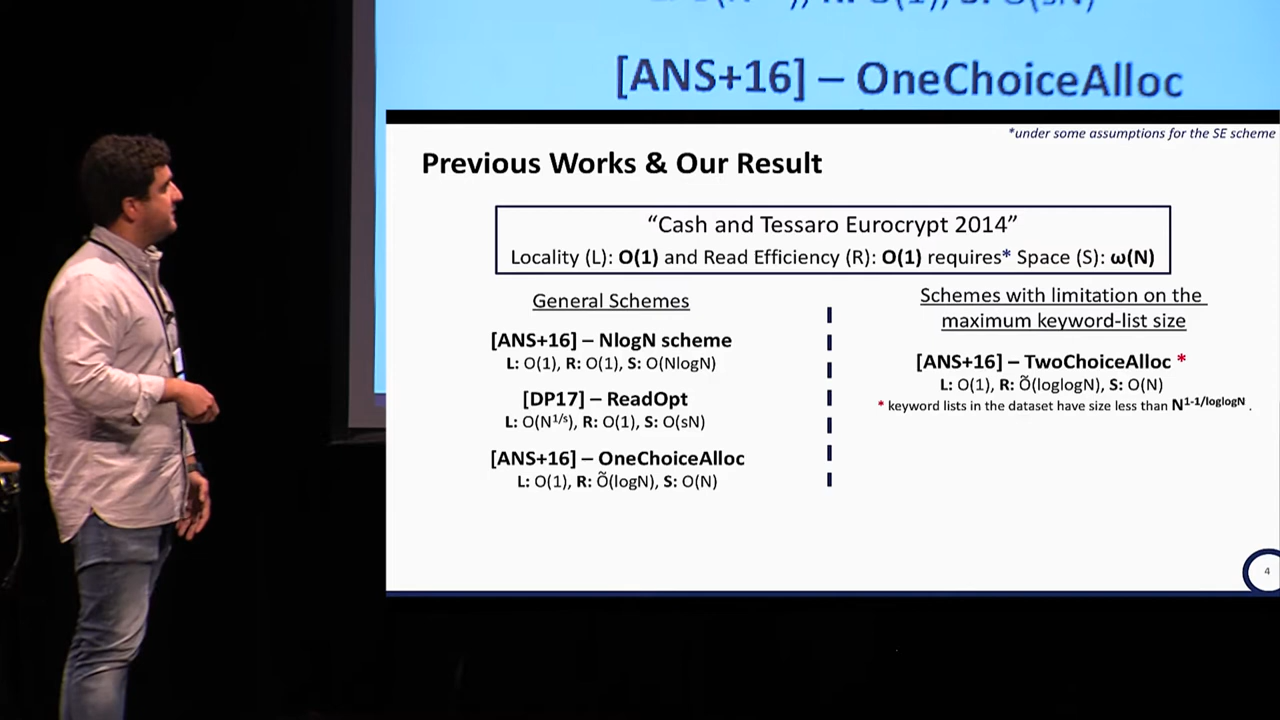 [ANS+16] – OneChoiceAlloc
*under some assumptions for the SE scheme
Previous Works & Our Result
“Cash and Tessaro Eurocrypt 2014”
Locality (L): O(1) and Read Efficiency (R): O(1) requires* Space (S): ω(N)
General Schemes
[ANS+16] – NlogN scheme
L: O(1), R: O(1), S: O(NlogN)
[DP17] – ReadOpt
L: O(N^1/s), R: O(1), S: O(sN)
[ANS+16] – OneChoiceAlloc
L: O(1), R: Õ(logN), S: O(N)
Schemes with limitation on the
maximum keyword-list size
[ANS+16] – TwoChoiceAlloc *
L: O(1), R: Õ(loglogN), S: O(N)
* keyword lists in the dataset have size less than N^1-1/loglogN .
4